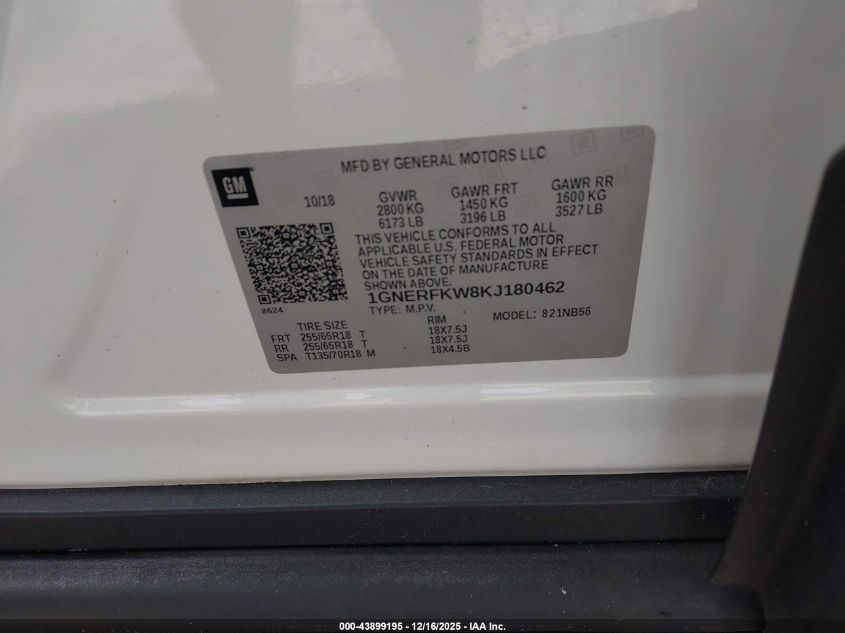 MFD BY GENERAL MOTORS LLC
GM
10/18
GVWR GAWR FRT GAWR RR
2800 KG 1450 KG 1600 KG
6173 LB 3196 LB 3527 LB
THIS VEHICLE CONFORMS TO ALL
APPLICABLE U.S. FEDERAL MOTOR
VEHICLE SAFETY STANDARDS IN EFFECT
ON THE DATE OF MANUFACTURE
SHOWN ABOVE.
8624
1GNERFKW8KJ180462
TYPE: M.P.V. MODEL: 821NB56
TIRE SIZE RIM
FRT 255/65R18 T 18X7.5J
RR 255/65R18 T 18X7.5J
SPA T135/70R18 M 18X4.5B
000-43899195 - 12/16/2025 - IAA Inc.